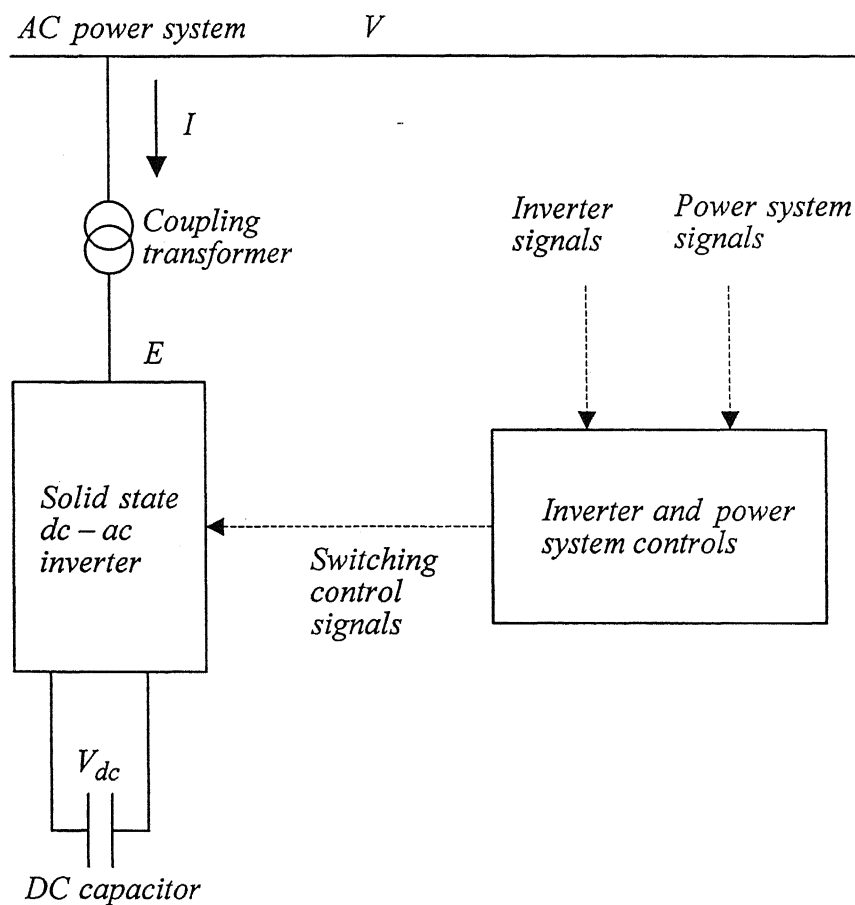 AC power system
V
I
Coupling
transformer
Inverter
signals
Power system
signals
E
Solid state
dc – ac
inverter
Inverter and power
system controls
Switching
control
signals
Vdc
DC capacitor